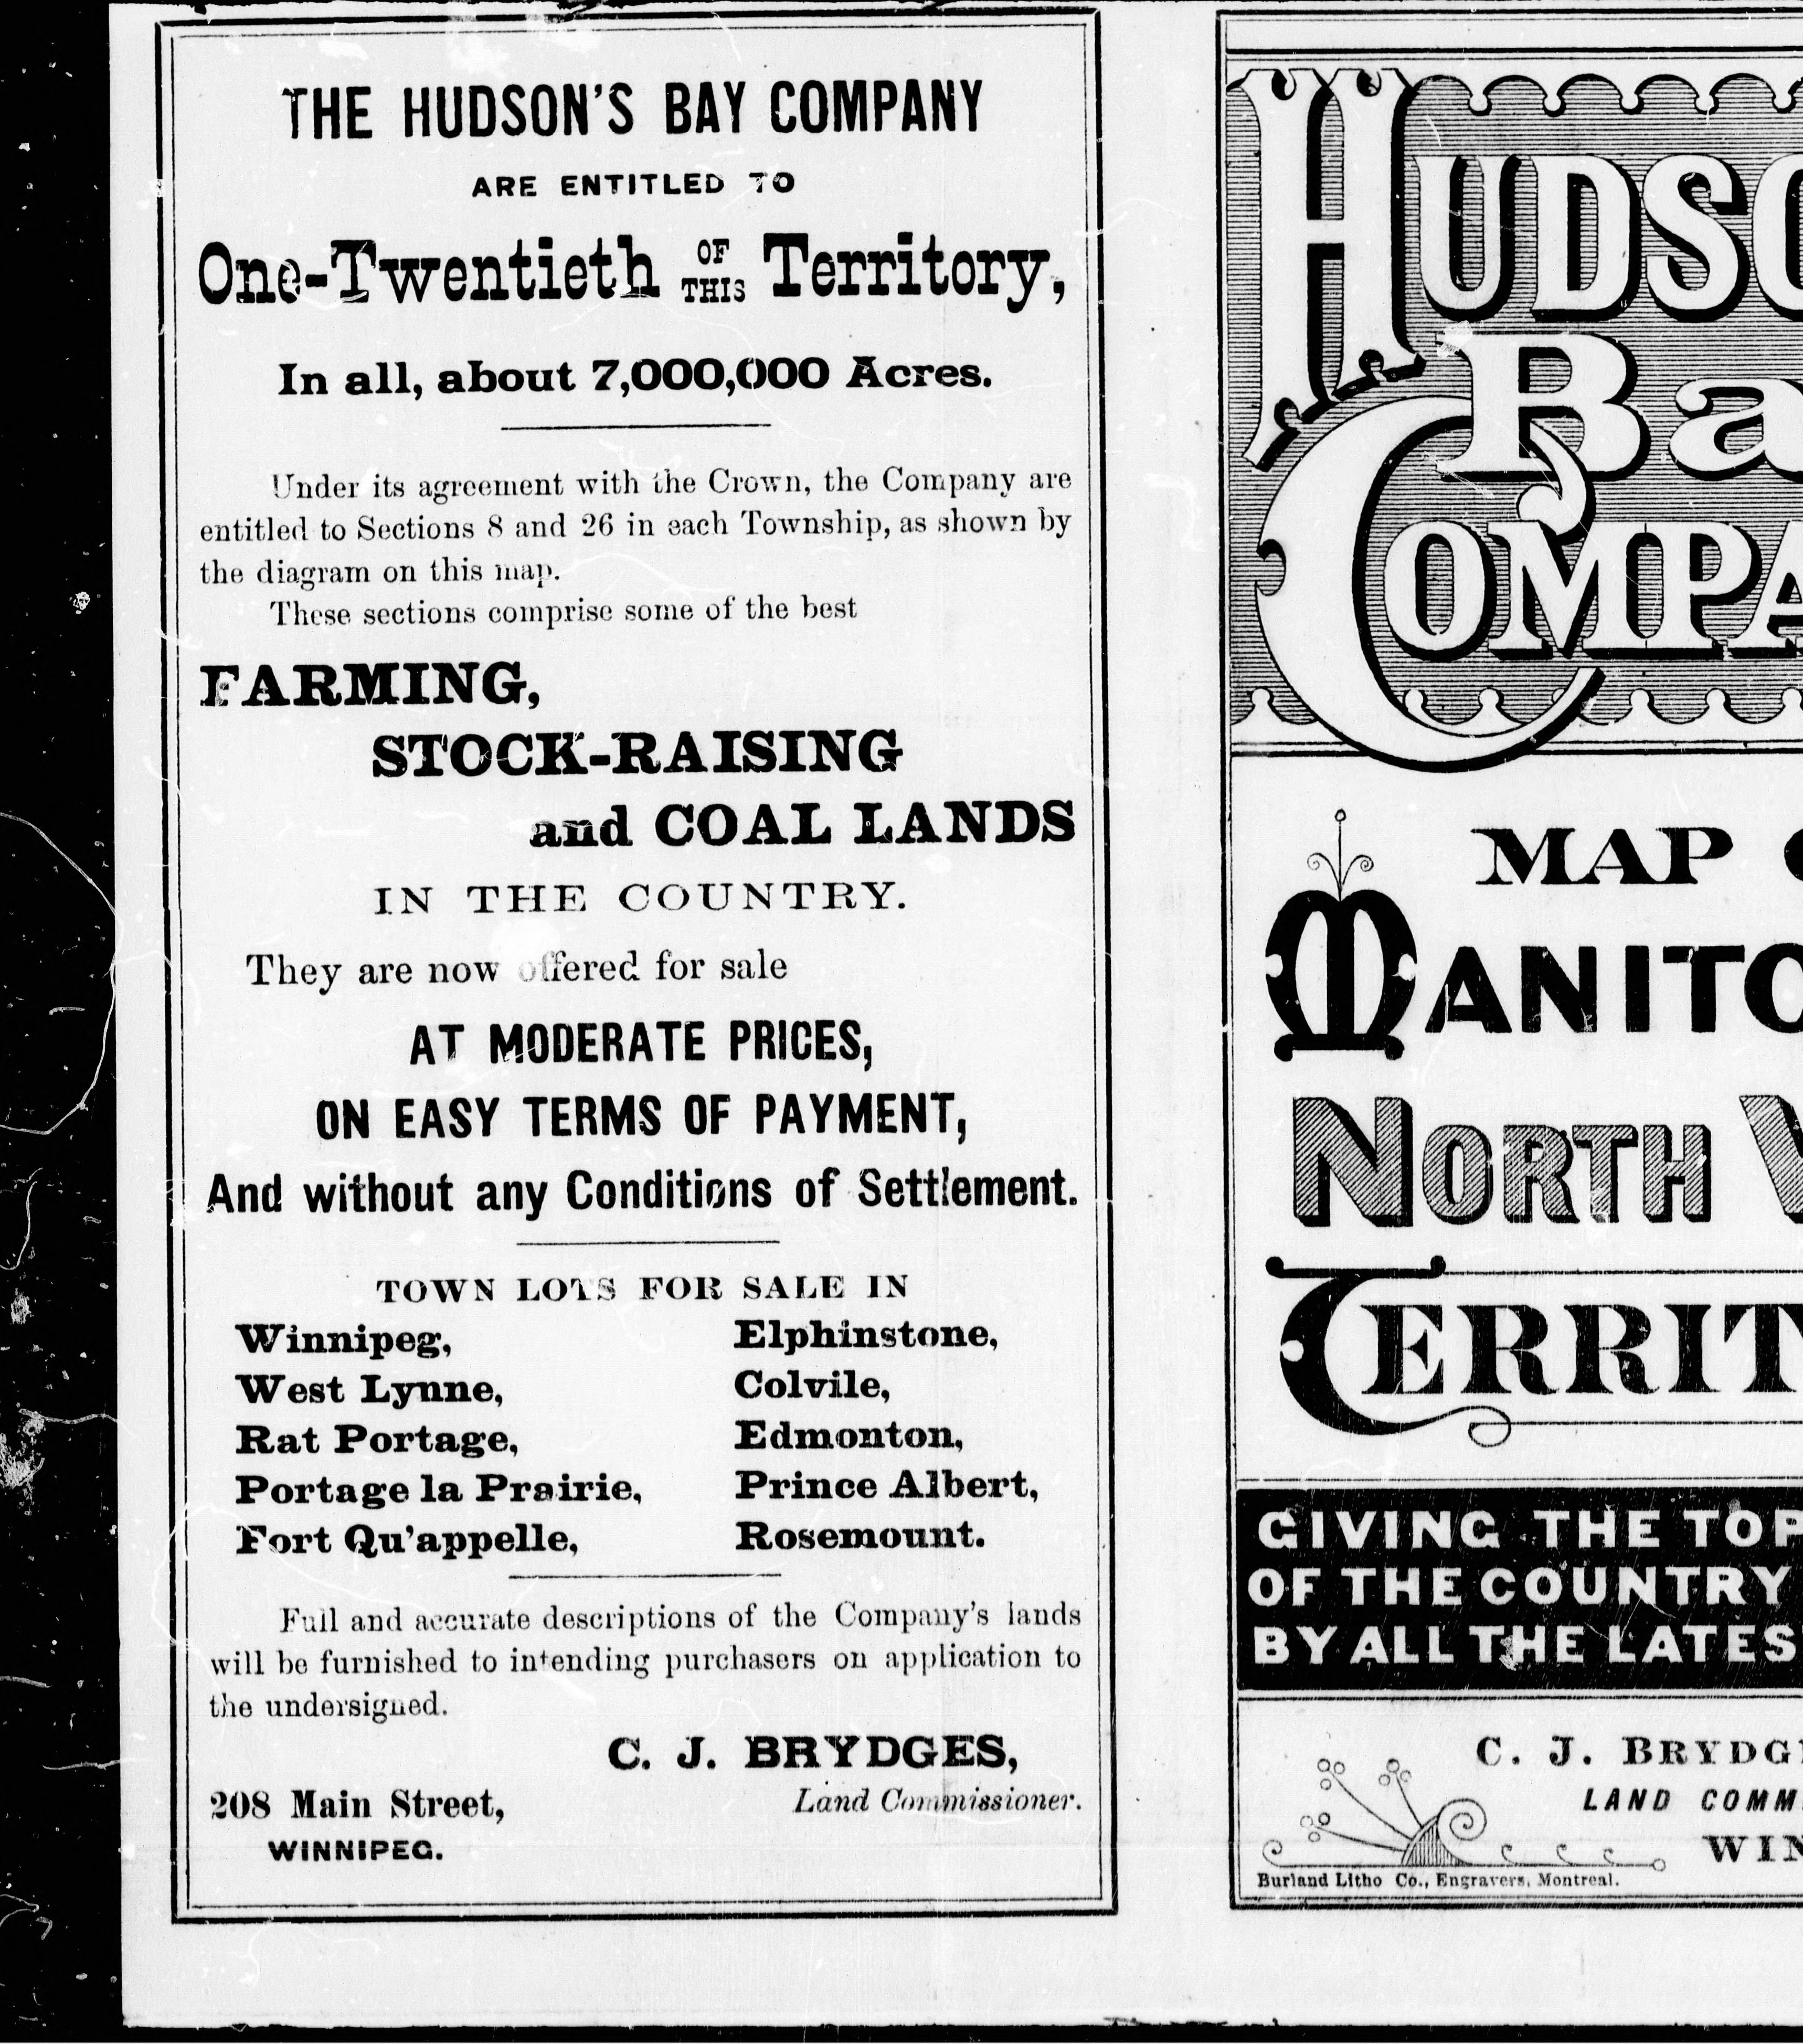 THE HUDSON'S BAY COMPANY
ARE ENTITLED TO
One-Twentieth OF THIS Territory,
In all, about 7,000,000 Acres.
Under its agreement with the Crown, the Company are
entitled to Sections 8 and 26 in each Township, as shown by
the diagram on this map.
These sections comprise some of the best
FARMING,
STOCK-RAISING
and COAL LANDS
IN THE COUNTRY.
They are now offered for sale
AT MODERATE PRICES,
ON EASY TERMS OF PAYMENT,
And without any Conditions of Settlement.
TOWN LOTS FOR SALE IN
Winnipeg,
West Lynne,
Rat Portage,
Portage la Prairie,
Fort Qu'appelle,
Elphinstone,
Colvile,
Edmonton,
Prince Albert,
Rosemount.
Full and accurate descriptions of the Company's lands
will be furnished to intending purchasers on application to
the undersigned.
C. J. BRYDGES,
Land Commissioner.
208 Main Street,
WINNIPEG.
HUDSO
Ba
COMPA
MAP
MANITO
NORTH
TERRIT
GIVING THE TOP
OF THE COUNTRY
BY ALL THE LATES
C. J. BRYDG
LAND COMM
WIN
Burland Litho Co., Engravers, Montreal.